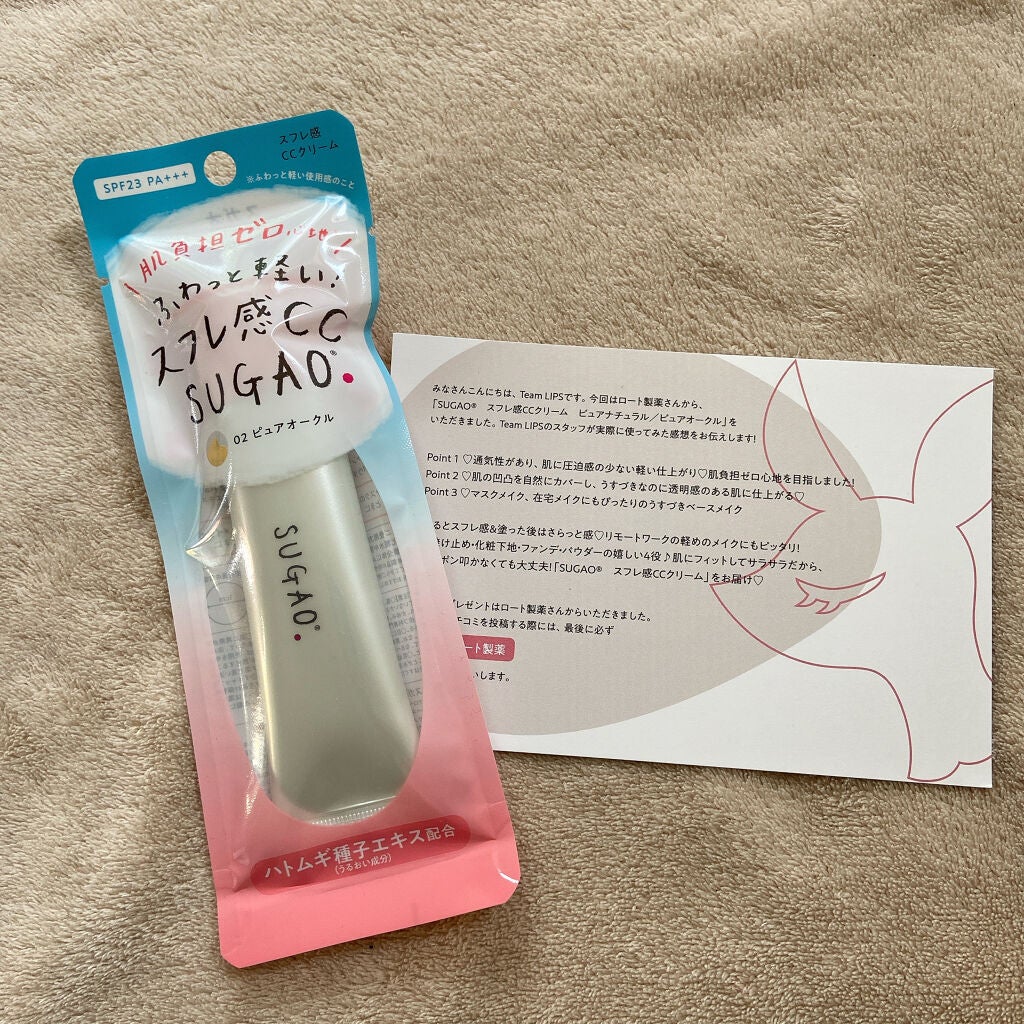 スフレ感
CCクリーム
SPF23 PA+++
※ふわっと軽い使用感のこと
肌負担ゼロ心地
ふわっと軽い!
スフレ感CC
SUGAO®
02 ピュアオークル
SUGAO®
ハトムギ種子エキス配合
(うるおい成分)
みなさんこんにちは、Team LIPSです。今回はロート製薬さんから、
「SUGAO® スフレ感CCクリーム ピュアナチュラル/ピュアオークル」を
いただきました。Team LIPSのスタッフが実際に使ってみた感想をお伝えします!
Point 1 ♡通気性があり、肌に圧迫感の少ない軽い仕上がり♡肌負担ゼロ心地を目指しました!
Point 2 ♡肌の凹凸を自然にカバーし、うすづきなのに透明感のある肌に仕上がる♡
Point 3 ♡マスクメイク、在宅メイクにもぴったりのうすづきベースメイク
るとスフレ感&塗った後はさらっと感♡リモートワークの軽めのメイクにもピッタリ!
け止め・化粧下地・ファンデ・パウダーの嬉しい4役♪肌にフィットしてサラサラだから、
ポン叩かなくても大丈夫!「SUGAO® スフレ感CCクリーム」をお届け♡
プレゼントはロート製薬さんからいただきました。
チコミを投稿する際には、最後に必ず
ート製薬
いします。